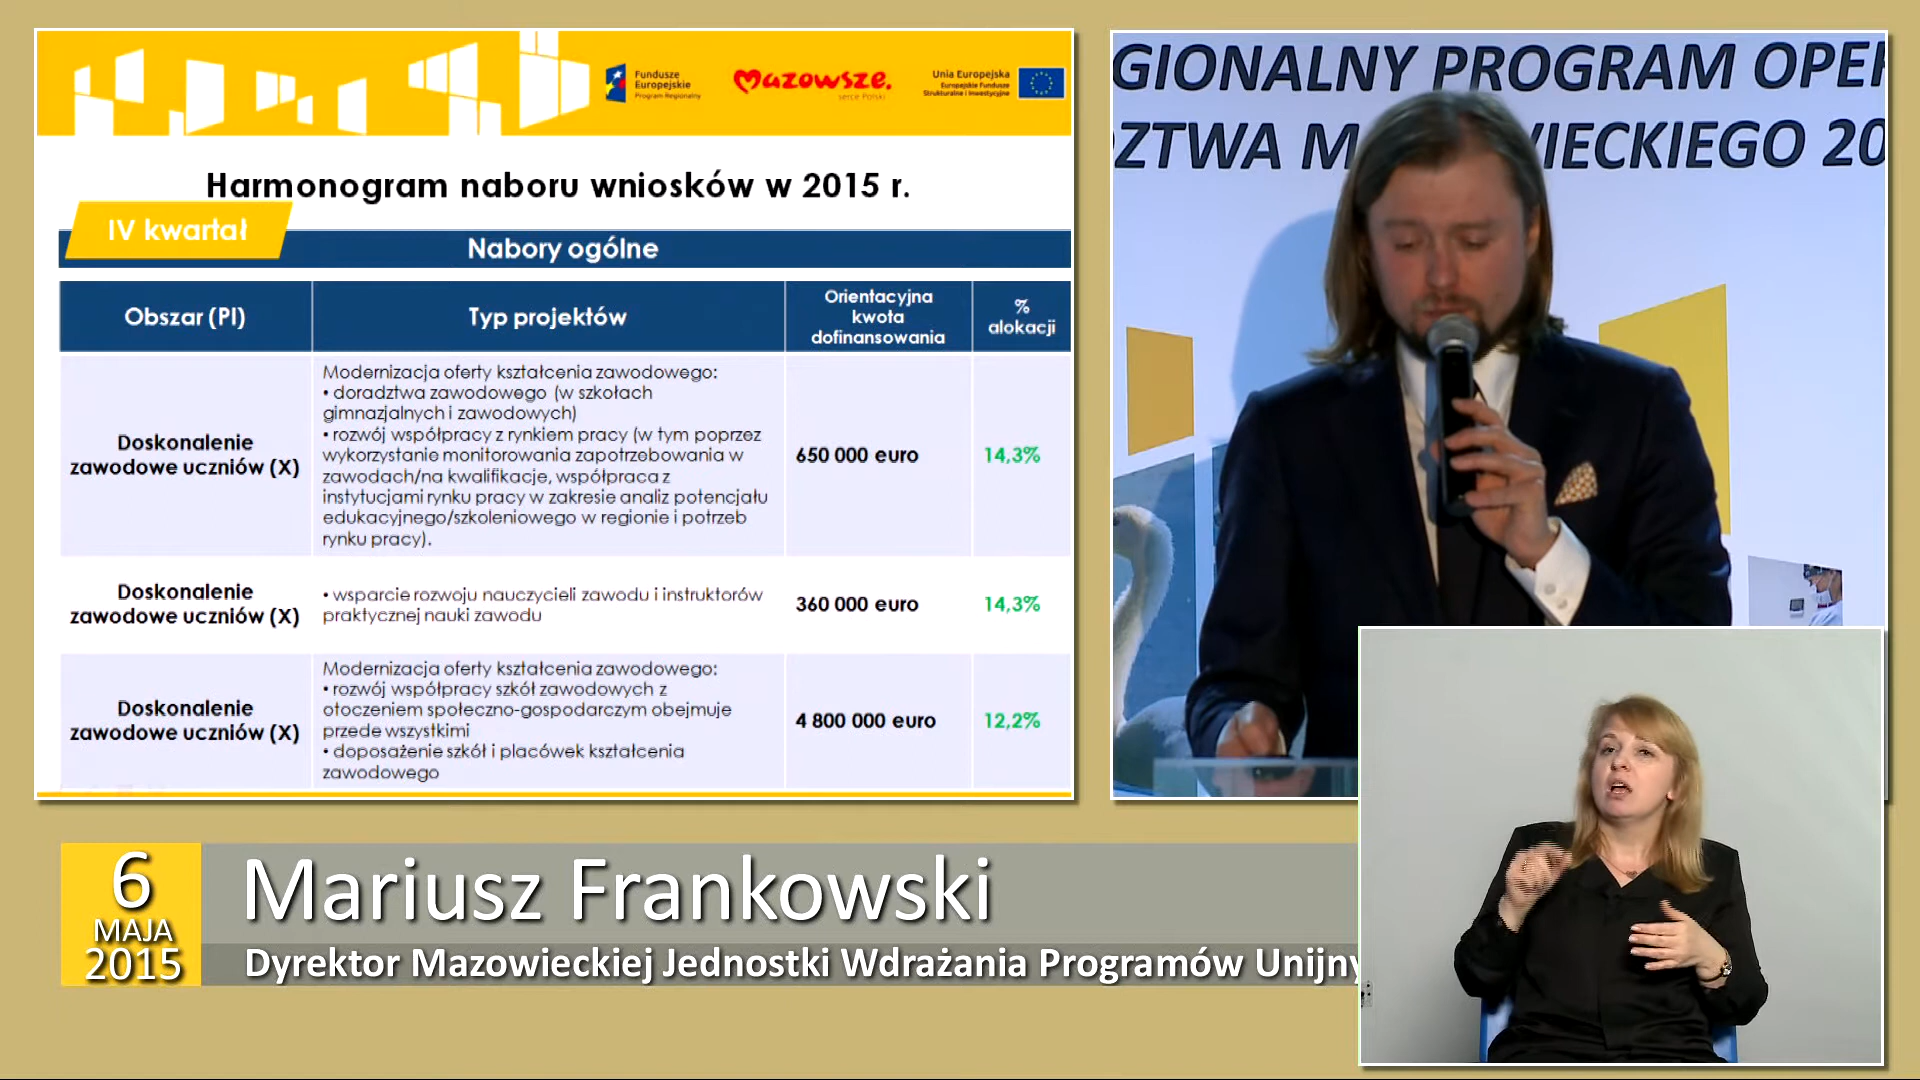 Fundusze
Europejskie
Program Regionalny
Mazowsze.
serce Polski
Unia Europejska
Europejskie Fundusze
Strukturalne i Inwestycyjne
Harmonogram naboru wniosków w 2015 r.
IV kwartał
Nabory ogólne
Obszar (PI)
Typ projektów
Orientacyjna
kwota
dofinansowania
%
alokacji
Doskonalenie
zawodowe uczniów (X)
Modernizacja oferty kształcenia zawodowego:
• doradztwa zawodowego (w szkołach
gimnazjalnych i zawodowych)
• rozwój współpracy z rynkiem pracy (w tym poprzez
wykorzystanie monitorowania zapotrzebowania w
zawodach/na kwalifikacje, współpraca z
instytucjami rynku pracy w zakresie analiz potencjału
edukacyjnego/szkoleniowego w regionie i potrzeb
rynku pracy).
650 000 euro
14,3%
Doskonalenie
zawodowe uczniów (X)
• wsparcie rozwoju nauczycieli zawodu i instruktorów
praktycznej nauki zawodu
360 000 euro
14,3%
Doskonalenie
zawodowe uczniów (X)
Modernizacja oferty kształcenia zawodowego:
• rozwój współpracy szkół zawodowych z
otoczeniem społeczno-gospodarczym obejmuje
przede wszystkimi
• doposażenie szkół i placówek kształcenia
zawodowego
4 800 000 euro
12,2%
GIONALNY PROGRAM OPER
DZTWA M IECKIEGO 20
6
MAJA
2015
Mariusz Frankowski
Dyrektor Mazowieckiej Jednostki Wdrażania Programów Unijny